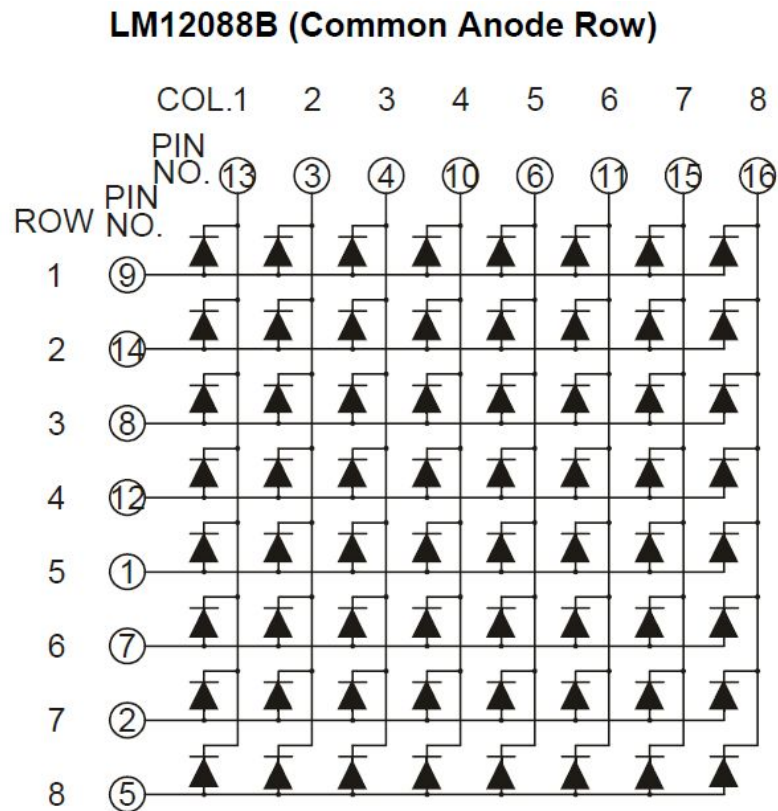 LM12088B (Common Anode Row)
COL.1 2 3 4 5 6 7 8
PIN
NO. 13 3 4 10 6 11 15 16
ROW PIN
NO.
1 9
2 14
3 8
4 12
5 1
6 7
7 2
8 5